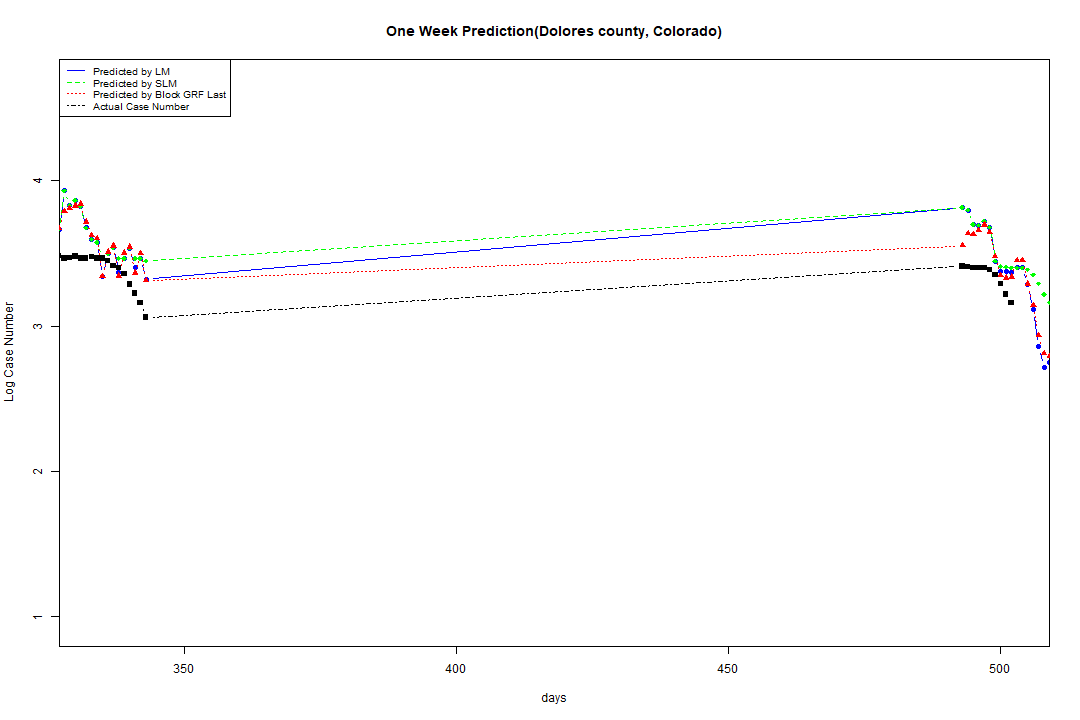 One Week Prediction(Dolores county, Colorado)
Predicted by LM
Predicted by SLM
Predicted by Block GRF Last
Actual Case Number
4
3
2
1
Log Case Number
350
400
450
500
days